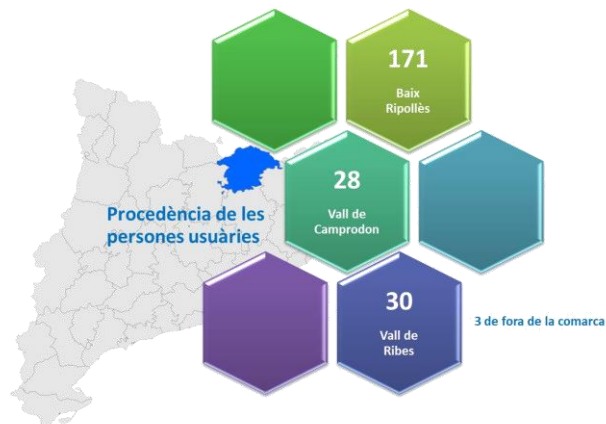 171
Baix
Ripollès
28
Vall de
Camprodon
Procedència de les
persones usuàries
30
Vall de
Ribes
3 de fora de la comarca